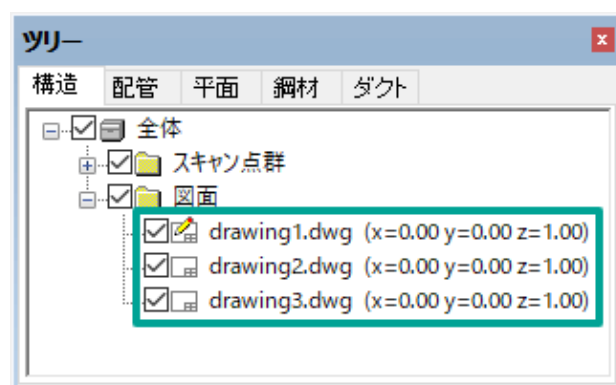 ツリー
構造 配管 平面 鋼材 ダクト
全体
スキャン点群
図面
drawing1.dwg (x=0.00 y=0.00 z=1.00)
drawing2.dwg (x=0.00 y=0.00 z=1.00)
drawing3.dwg (x=0.00 y=0.00 z=1.00)